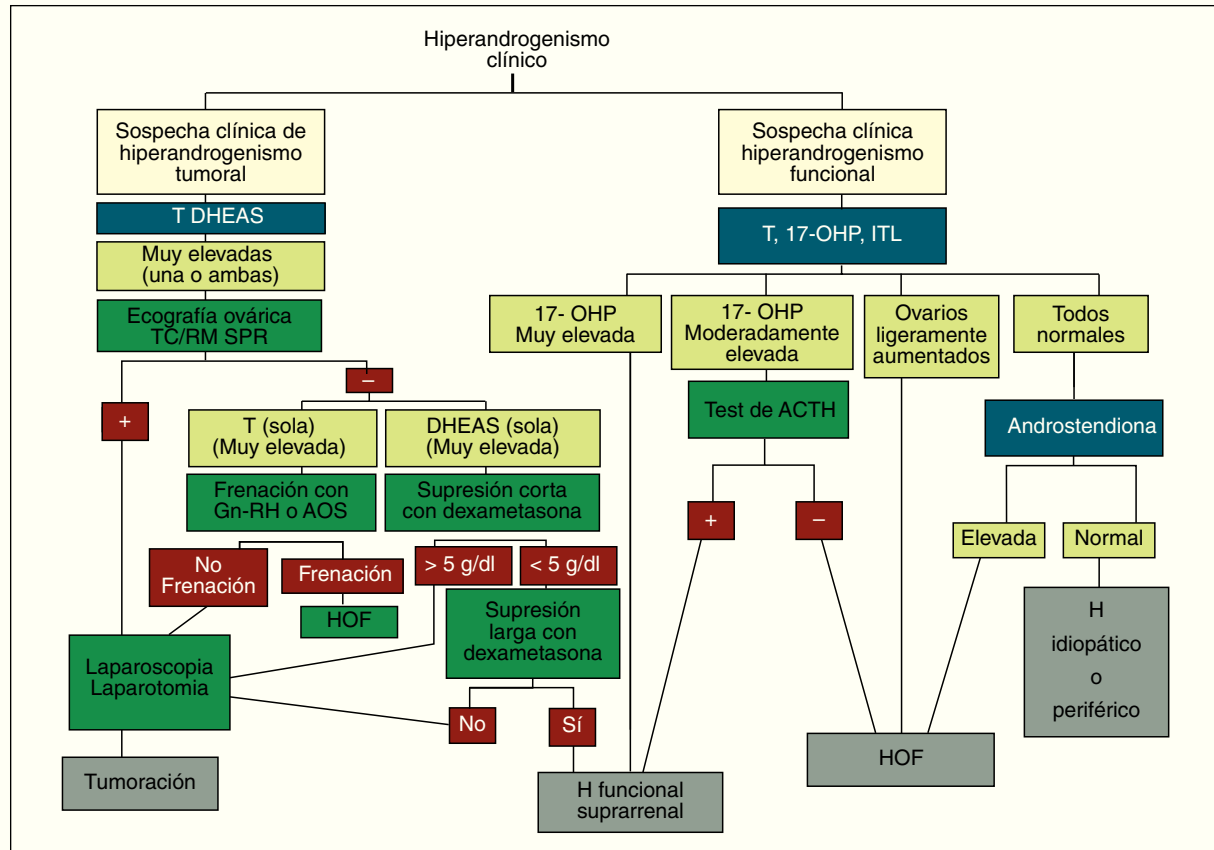 Hiperandrogenismo
clínico
Sospecha clínica de
hiperandrogenismo
tumoral
Sospecha clínica
hiperandrogenismo
funcional
T DHEAS
T, 17-OHP, ITL
Muy elevadas
(una o ambas)
Ecografía ovárica
TC/RM SPR
17- OHP
Muy elevada
17- OHP
Moderadamente
elevada
Ovarios
ligeramente
aumentados
Todos
normales
+
–
T (sola)
(Muy elevada)
DHEAS (sola)
(Muy elevada)
Test de ACTH
Androstendiona
Frenación con
Gn-RH o AOS
Supresión corta
con dexametasona
+
–
Elevada
Normal
No
Frenación
Frenación
> 5 g/dl
< 5 g/dl
HOF
Supresión
larga con
dexametasona
H
idiopático
o
periférico
Laparoscopia
Laparotomia
No
Sí
Tumoración
H funcional
suprarrenal
HOF